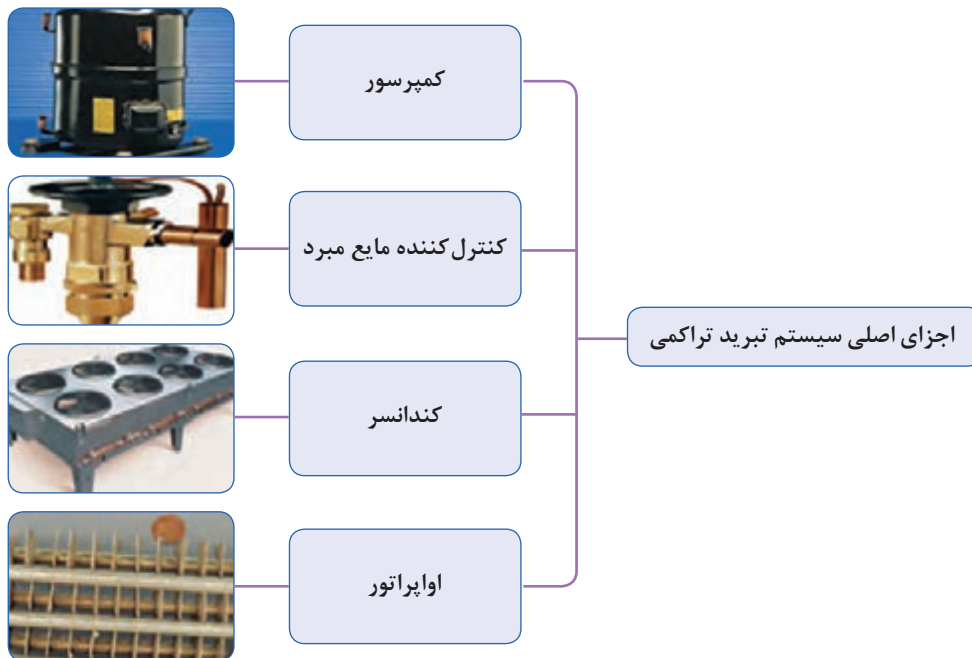 اجزای اصلی سیستم تبرید تراکمی
کمپرسور
کنترل‌کننده مایع مبرد
کندانسر
اواپراتور